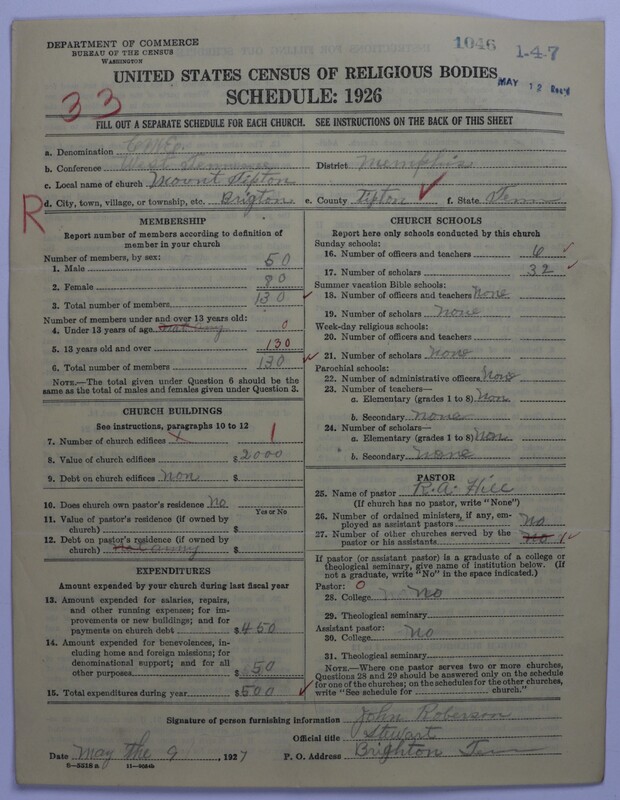 DEPARTMENT OF COMMERCE
BUREAU OF THE CENSUS
WASHINGTON
1046 1-4-7
MAY 12
UNITED STATES CENSUS OF RELIGIOUS BODIES
SCHEDULE: 1926
33
FILL OUT A SEPARATE SCHEDULE FOR EACH CHURCH. SEE INSTRUCTIONS ON THE BACK OF THIS SHEET
a. Denomination
b. Conference West Tennessee District Memphis
c. Local name of church Mount Tipton
d. City, town, village, or township, etc. Brigton e. County Tipton f. State Tenn
R
MEMBERSHIP
Report number of members according to definition of
member in your church
Number of members, by sex:
1. Male 50
2. Female 80
3. Total number of members 130
Number of members under and over 13 years old:
4. Under 13 years of age not any 0
5. 13 years old and over 130
6. Total number of members 130
NOTE.—The total given under Question 6 should be
the same as the total of males and females given under Question 3.
CHURCH BUILDINGS
See instructions, paragraphs 10 to 12
7. Number of church edifices X 1
8. Value of church edifices $2000
9. Debt on church edifices Non $
10. Does church own pastor's residence No
Yes or No
11. Value of pastor's residence (if owned by
church) $
12. Debt on pastor's residence (if owned by
church) Not anny $
EXPENDITURES
Amount expended by your church during last fiscal year
13. Amount expended for salaries, repairs,
and other running expenses; for im-
provements or new buildings; and for
payments on church debt $450
14. Amount expended for benevolences, in-
cluding home and foreign missions; for
denominational support; and for all
other purposes 50
15. Total expenditures during year $500
CHURCH SCHOOLS
Report here only schools conducted by this church
Sunday schools:
16. Number of officers and teachers 6
17. Number of scholars 32
Summer vacation Bible schools:
18. Number of officers and teachers None
19. Number of scholars None
Week-day religious schools:
20. Number of officers and teachers
21. Number of scholars None
Parochial schools:
22. Number of administrative officers None
23. Number of teachers—
a. Elementary (grades 1 to 8) Non
b. Secondary None
24. Number of scholars—
a. Elementary (grades 1 to 8) Non
b. Secondary None
PASTOR
25. Name of pastor R. A. Hill
(If church has no pastor, write "None")
26. Number of ordained ministers, if any, em-
ployed as assistant pastors No
27. Number of other churches served by the
pastor or his assistants No 1
If pastor (or assistant pastor) is a graduate of a college or
theological seminary, give name of institution below. (If
not a graduate, write "No" in the space indicated.)
Pastor: 0
28. College No
29. Theological seminary
Assistant pastor:
30. College No
31. Theological seminary
NOTE.—Where one pastor serves two or more churches,
Questions 28 and 29 should be answered only on the schedule
for one of the churches; on the schedules for the other churches,
write "See schedule for church."
Signature of person furnishing information John Roberson
Official title Stewart
Date May the 9, 1927 P. O. Address Brighton Tenn